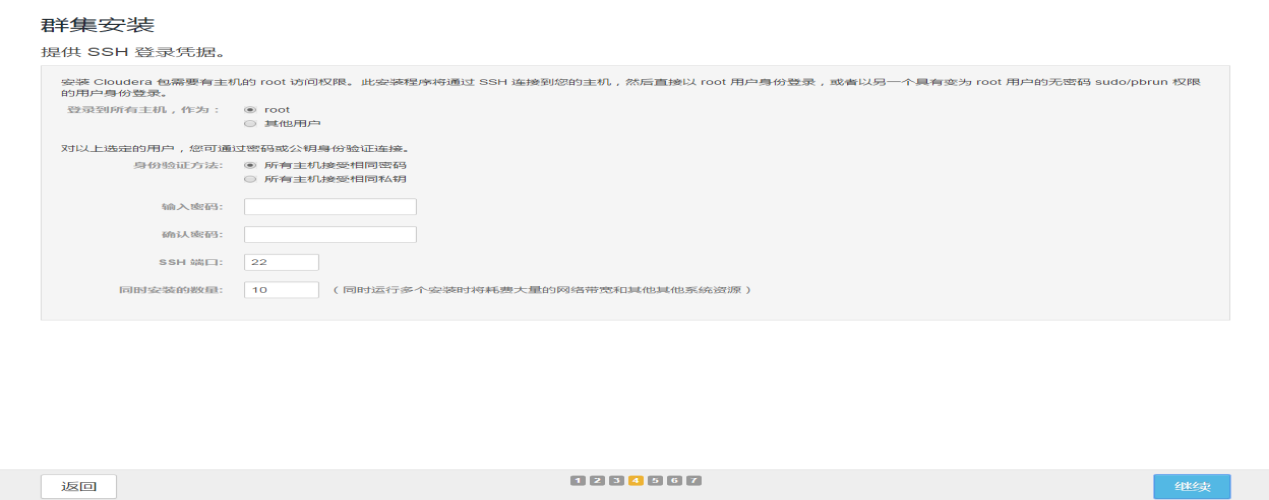 群集安装
提供 SSH 登录凭据。
安装 Cloudera 包需要有主机的 root 访问权限。此安装程序将通过 SSH 连接到您的主机，然后直接以 root 用户身份登录，或者以另一个具有变为 root 用户的无密码 sudo/pbrun 权限
的用户身份登录。
登录到所有主机，作为： root
其他用户
对以上选定的用户，您可通过密码或公钥身份验证连接。
身份验证方法: 所有主机接受相同密码
所有主机接受相同私钥
输入密码:
确认密码:
SSH 端口: 22
同时安装的数量: 10 （同时运行多个安装时将耗费大量的网络带宽和其他其他系统资源）
返回 1 2 3 4 5 6 7 继续